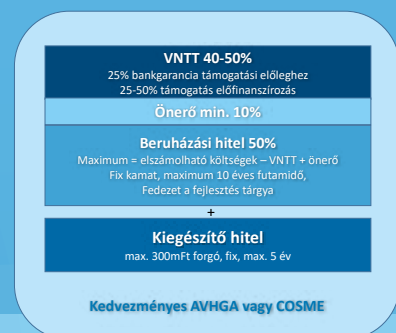 VNTT 40-50%
25% bankgarancia támogatási előleghez
25-50% támogatás előfinanszírozás
Önerő min. 10%
Beruházási hitel 50%
Maximum = elszámolható költségek – VNTT + önerő
Fix kamat, maximum 10 éves futamidő,
Fedezet a fejlesztés tárgya
+
Kiegészítő hitel
max. 300mFt forgó, fix, max. 5 év
Kedvezményes AVHGA vagy COSME